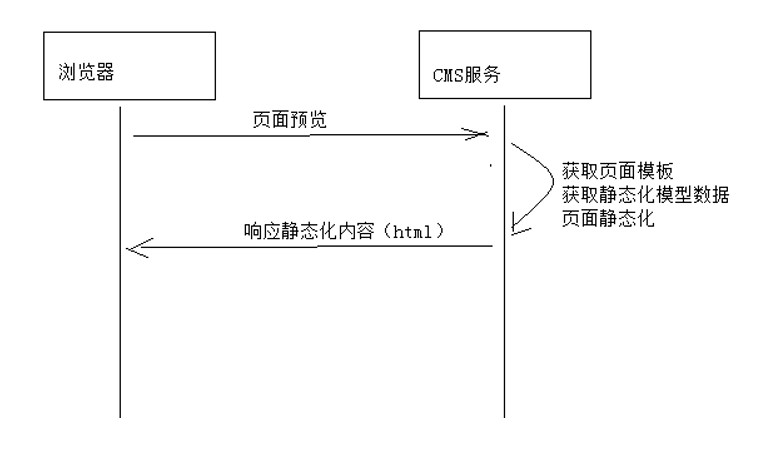 浏览器
CMS服务
页面预览
获取页面模板
获取静态化模型数据
页面静态化
响应静态化内容（html）